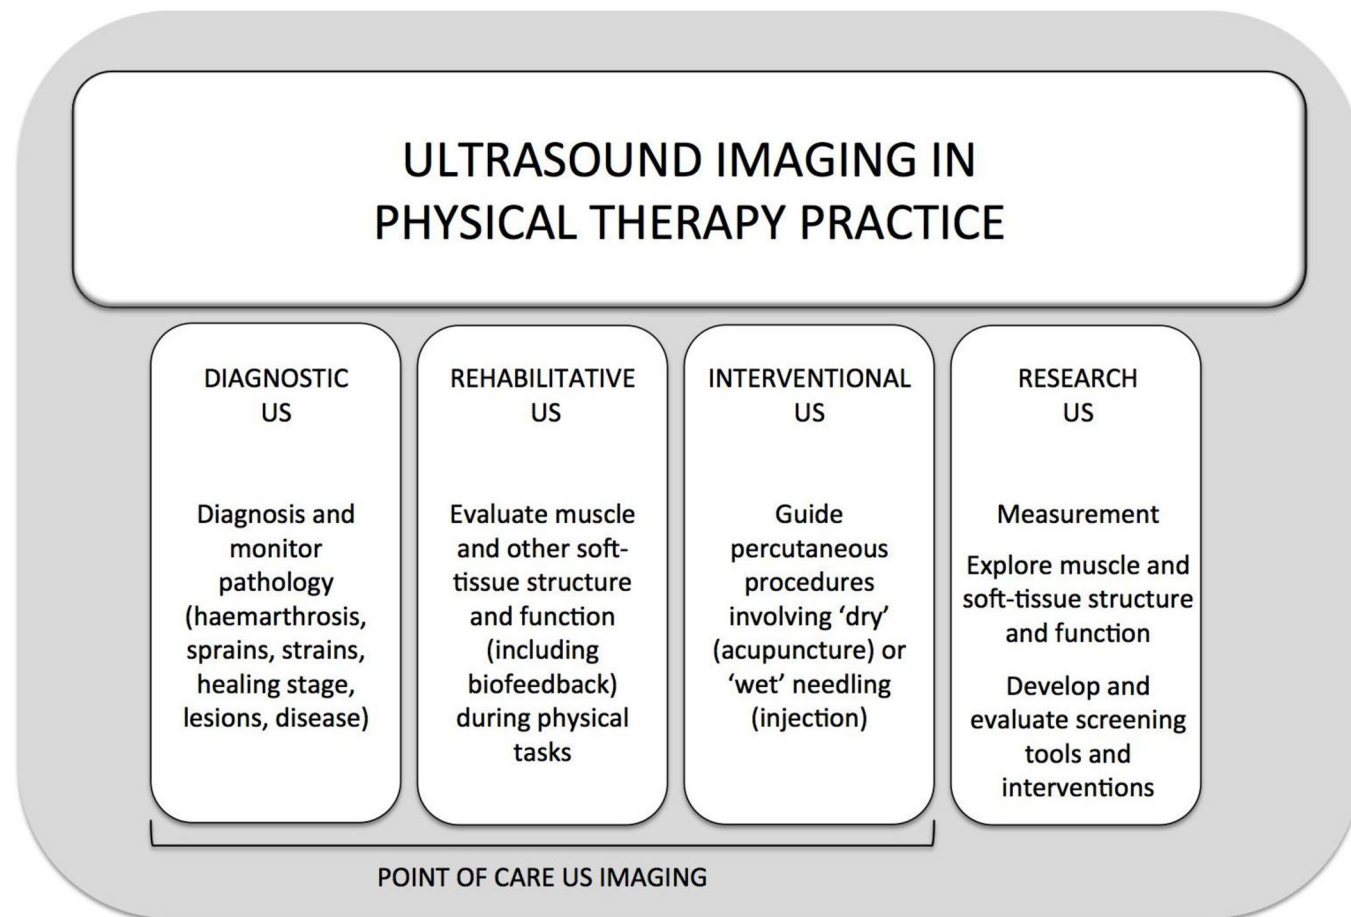 ULTRASOUND IMAGING IN
PHYSICAL THERAPY PRACTICE
DIAGNOSTIC
US
Diagnosis and
monitor
pathology
(haemarthrosis,
sprains, strains,
healing stage,
lesions, disease)
REHABILITATIVE
US
Evaluate muscle
and other soft-
tissue structure
and function
(including
biofeedback)
during physical
tasks
INTERVENTIONAL
US
Guide
percutaneous
procedures
involving ‘dry’
(acupuncture) or
‘wet’ needling
(injection)
RESEARCH
US
Measurement
Explore muscle and
soft-tissue structure
and function
Develop and
evaluate screening
tools and
interventions
POINT OF CARE US IMAGING